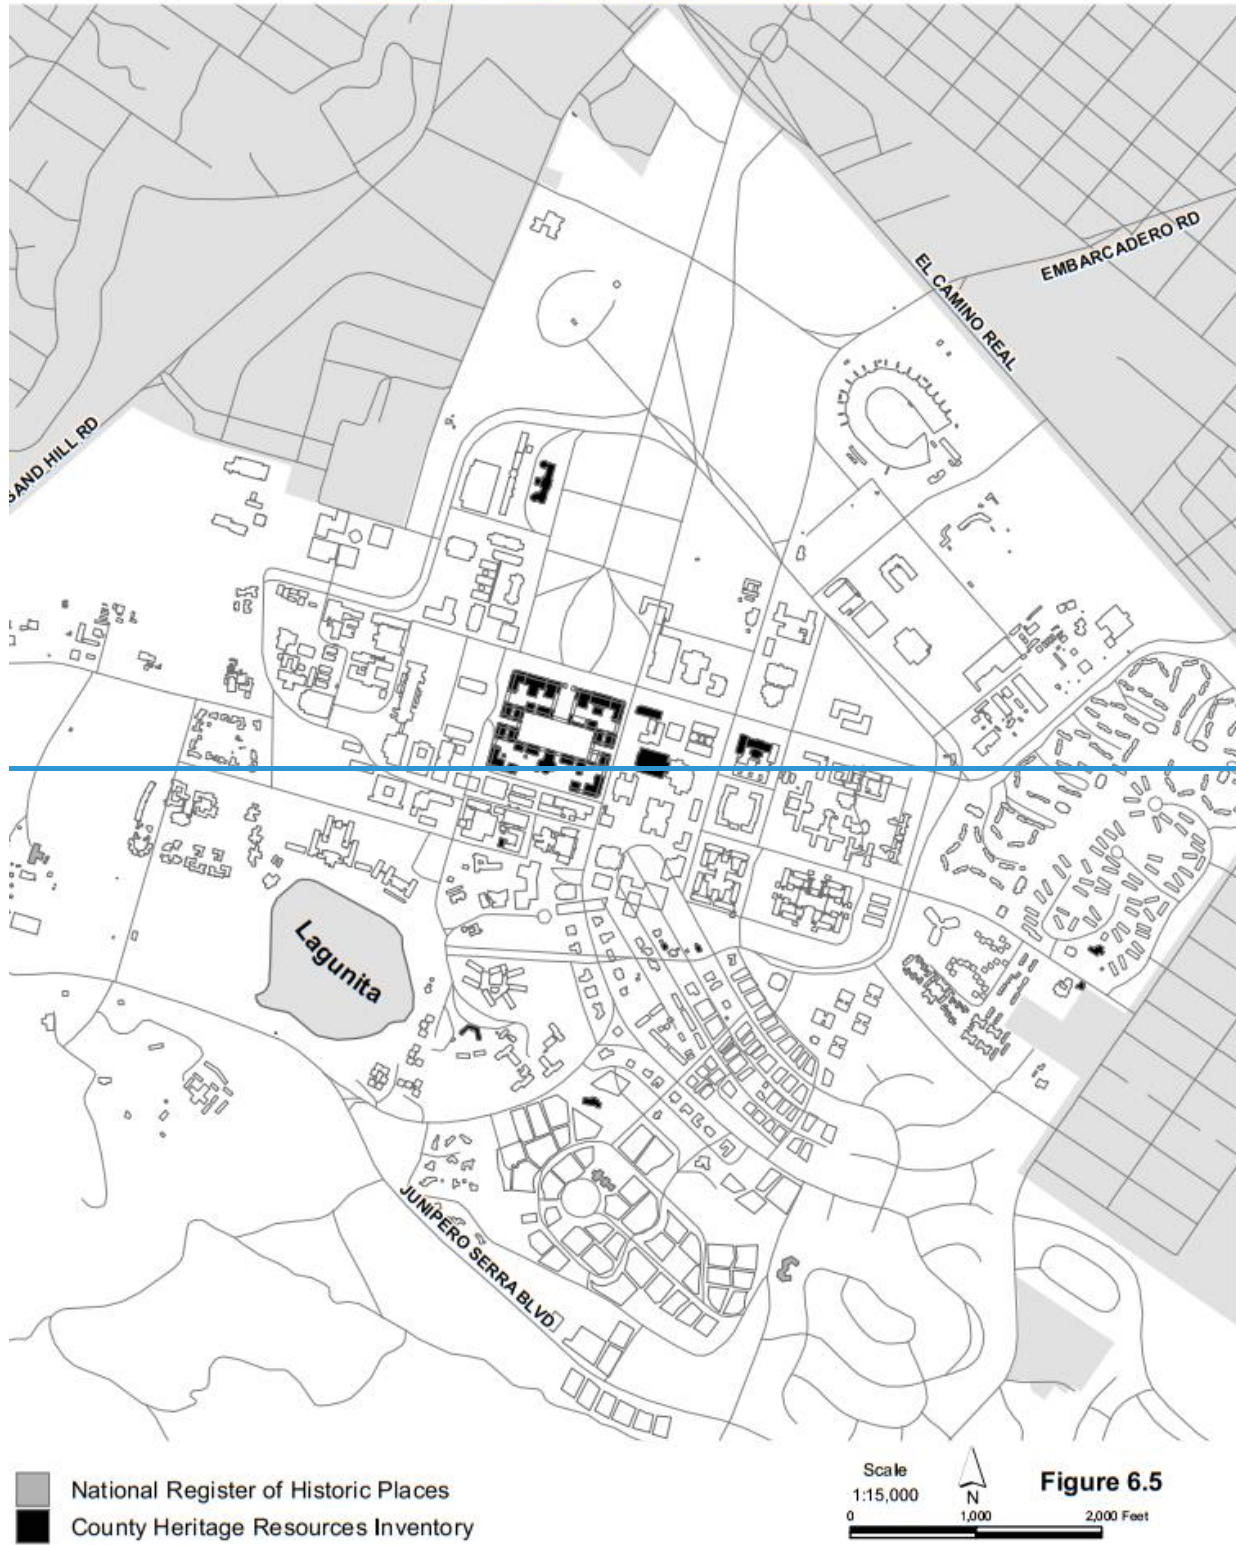 EMBARCADERO RD
EL CAMINO REAL
SAND HILL RD
Lagunita
JUNIPERO SERRA BLVD
National Register of Historic Places
County Heritage Resources Inventory
Scale
1:15,000
N
0 1,000 2,000 Feet
Figure 6.5